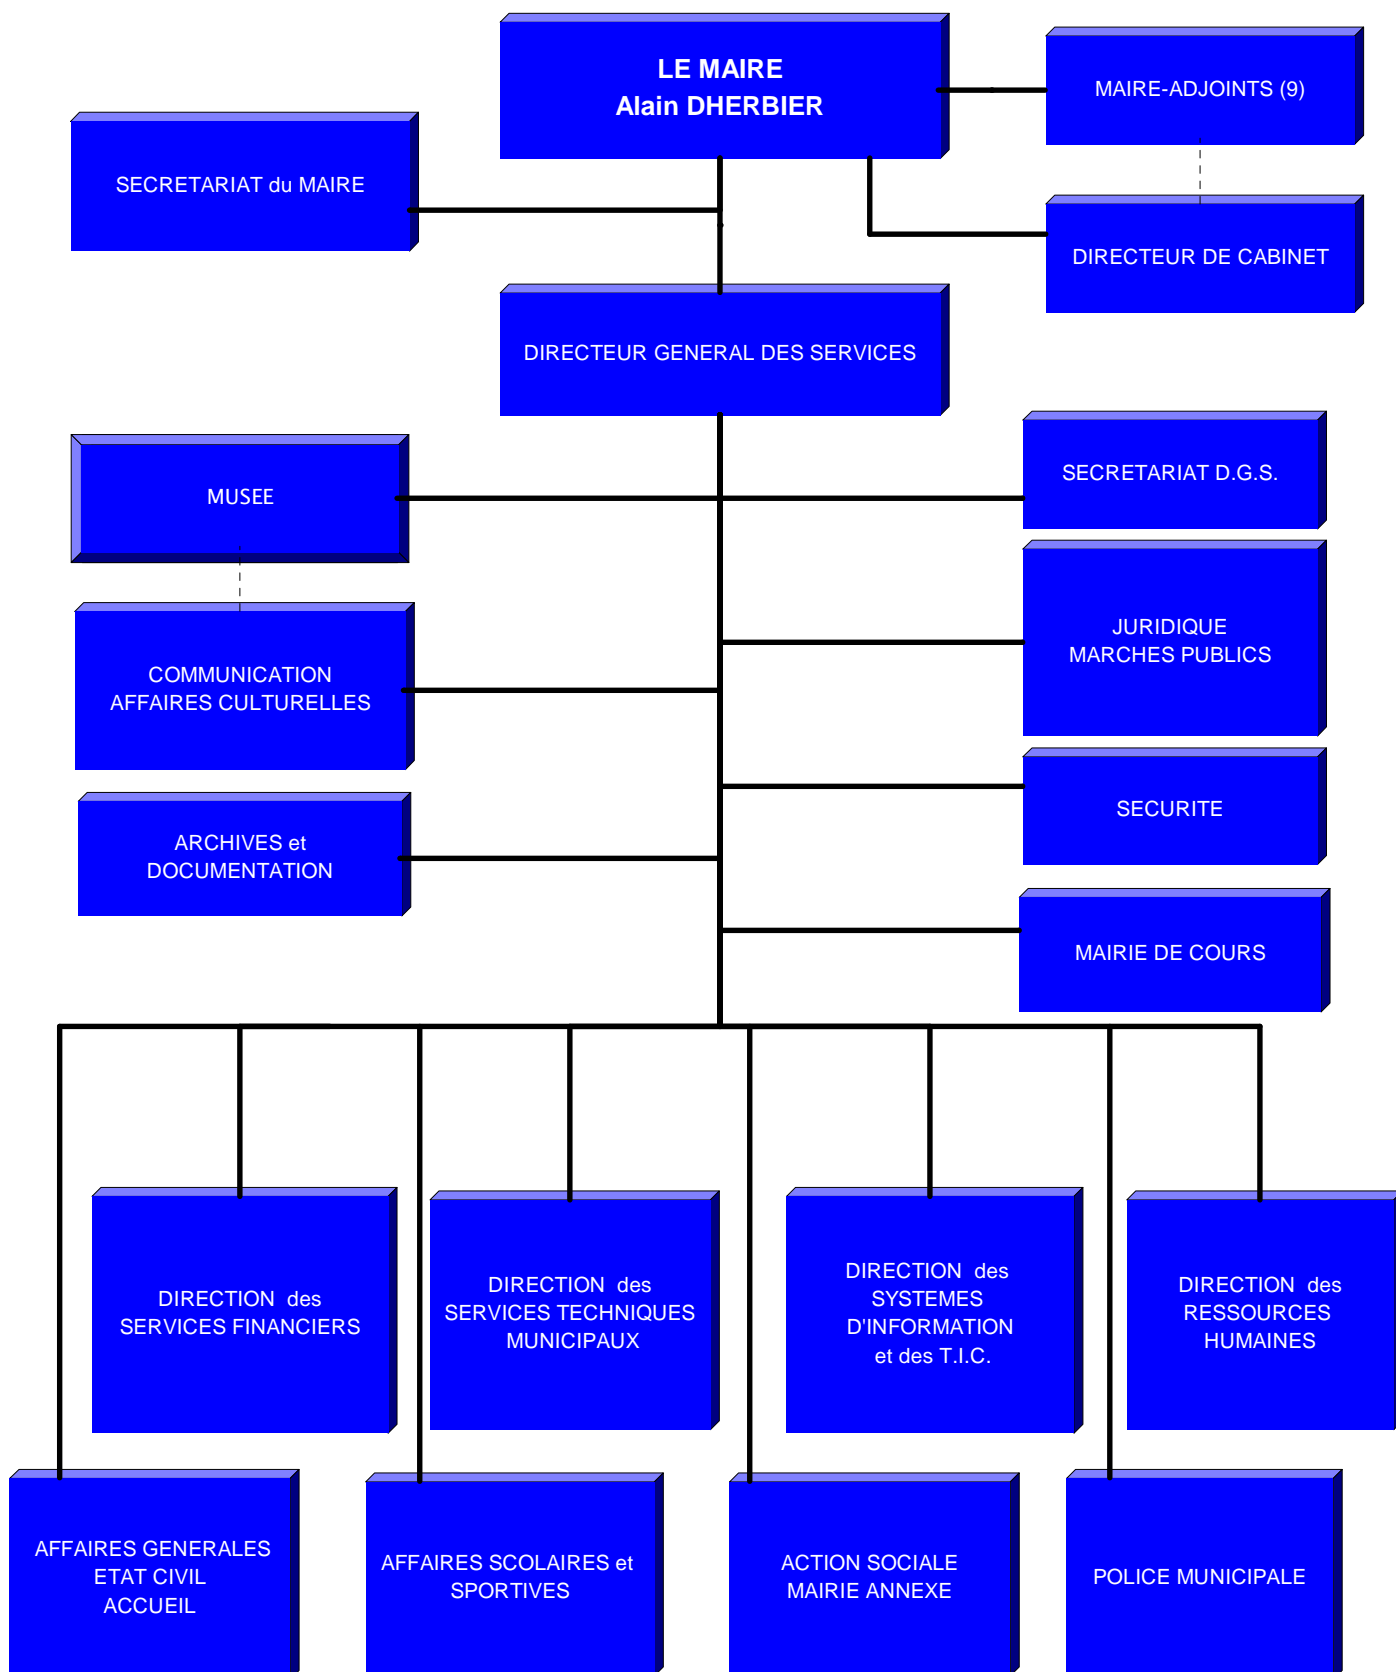 LE MAIRE
Alain DHERBIER
MAIRE-ADJOINTS (9)
SECRETARIAT du MAIRE
DIRECTEUR DE CABINET
DIRECTEUR GENERAL DES SERVICES
MUSEE
SECRETARIAT D.G.S.
COMMUNICATION
AFFAIRES CULTURELLES
JURIDIQUE
MARCHES PUBLICS
ARCHIVES et
DOCUMENTATION
SECURITE
MAIRIE DE COURS
DIRECTION des
SERVICES FINANCIERS
DIRECTION des
SERVICES TECHNIQUES
MUNICIPAUX
DIRECTION des
SYSTEMES
D'INFORMATION
et des T.I.C.
DIRECTION des
RESSOURCES
HUMAINES
AFFAIRES GENERALES
ETAT CIVIL
ACCUEIL
AFFAIRES SCOLAIRES et
SPORTIVES
ACTION SOCIALE
MAIRIE ANNEXE
POLICE MUNICIPALE